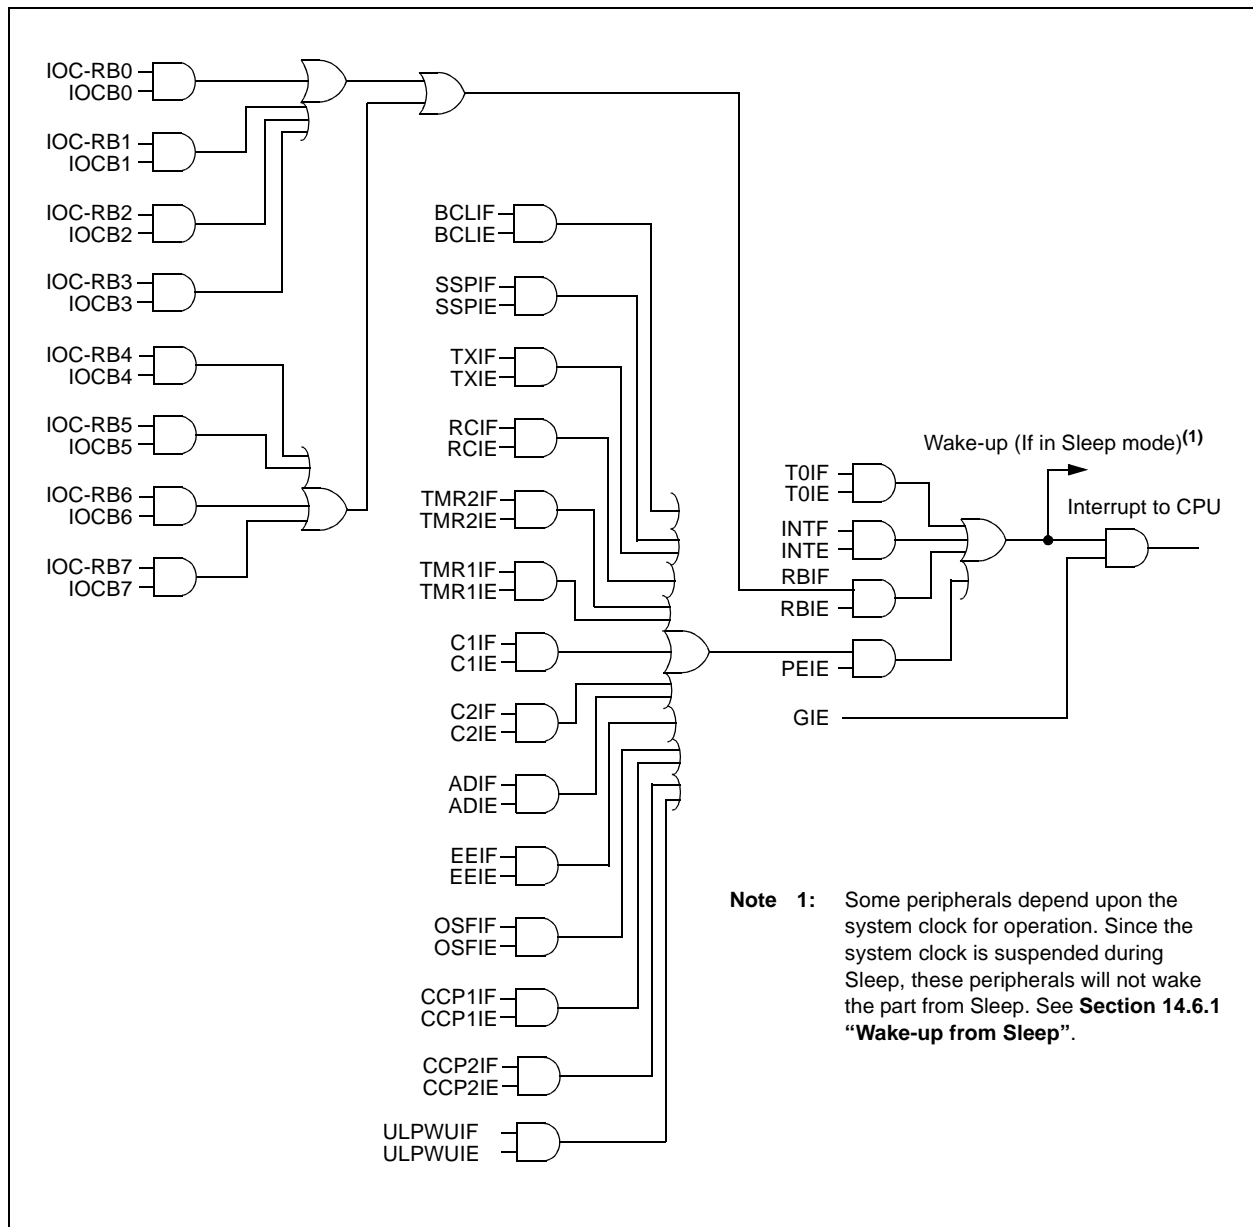 IOC-RB0
IOCB0
IOC-RB1
IOCB1
IOC-RB2
IOCB2
IOC-RB3
IOCB3
IOC-RB4
IOCB4
IOC-RB5
IOCB5
IOC-RB6
IOCB6
IOC-RB7
IOCB7
BCLIF
BCLIE
SSPIF
SSPIE
TXIF
TXIE
RCIF
RCIE
TMR2IF
TMR2IE
TMR1IF
TMR1IE
C1IF
C1IE
C2IF
C2IE
ADIF
ADIE
EEIF
EEIE
OSFIF
OSFIE
CCP1IF
CCP1IE
CCP2IF
CCP2IE
ULPWUIF
ULPWUIE
T0IF
T0IE
INTF
INTE
RBIF
RBIE
PEIE
GIE
Wake-up (If in Sleep mode)(1)
Interrupt to CPU
Note 1: Some peripherals depend upon the
system clock for operation. Since the
system clock is suspended during
Sleep, these peripherals will not wake
the part from Sleep. See Section 14.6.1
“Wake-up from Sleep”.